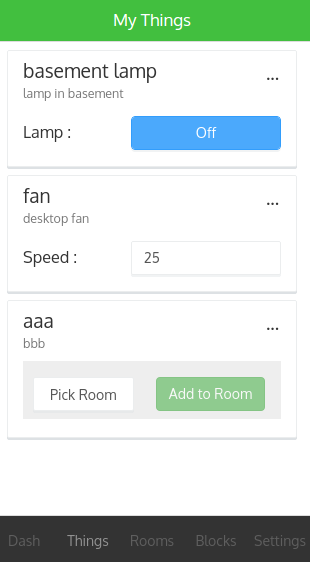 My Things
basement lamp
...
lamp in basement
Lamp :
Off
fan
...
desktop fan
Speed :
25
aaa
...
bbb
Pick Room
Add to Room
Dash Things Rooms Blocks Settings